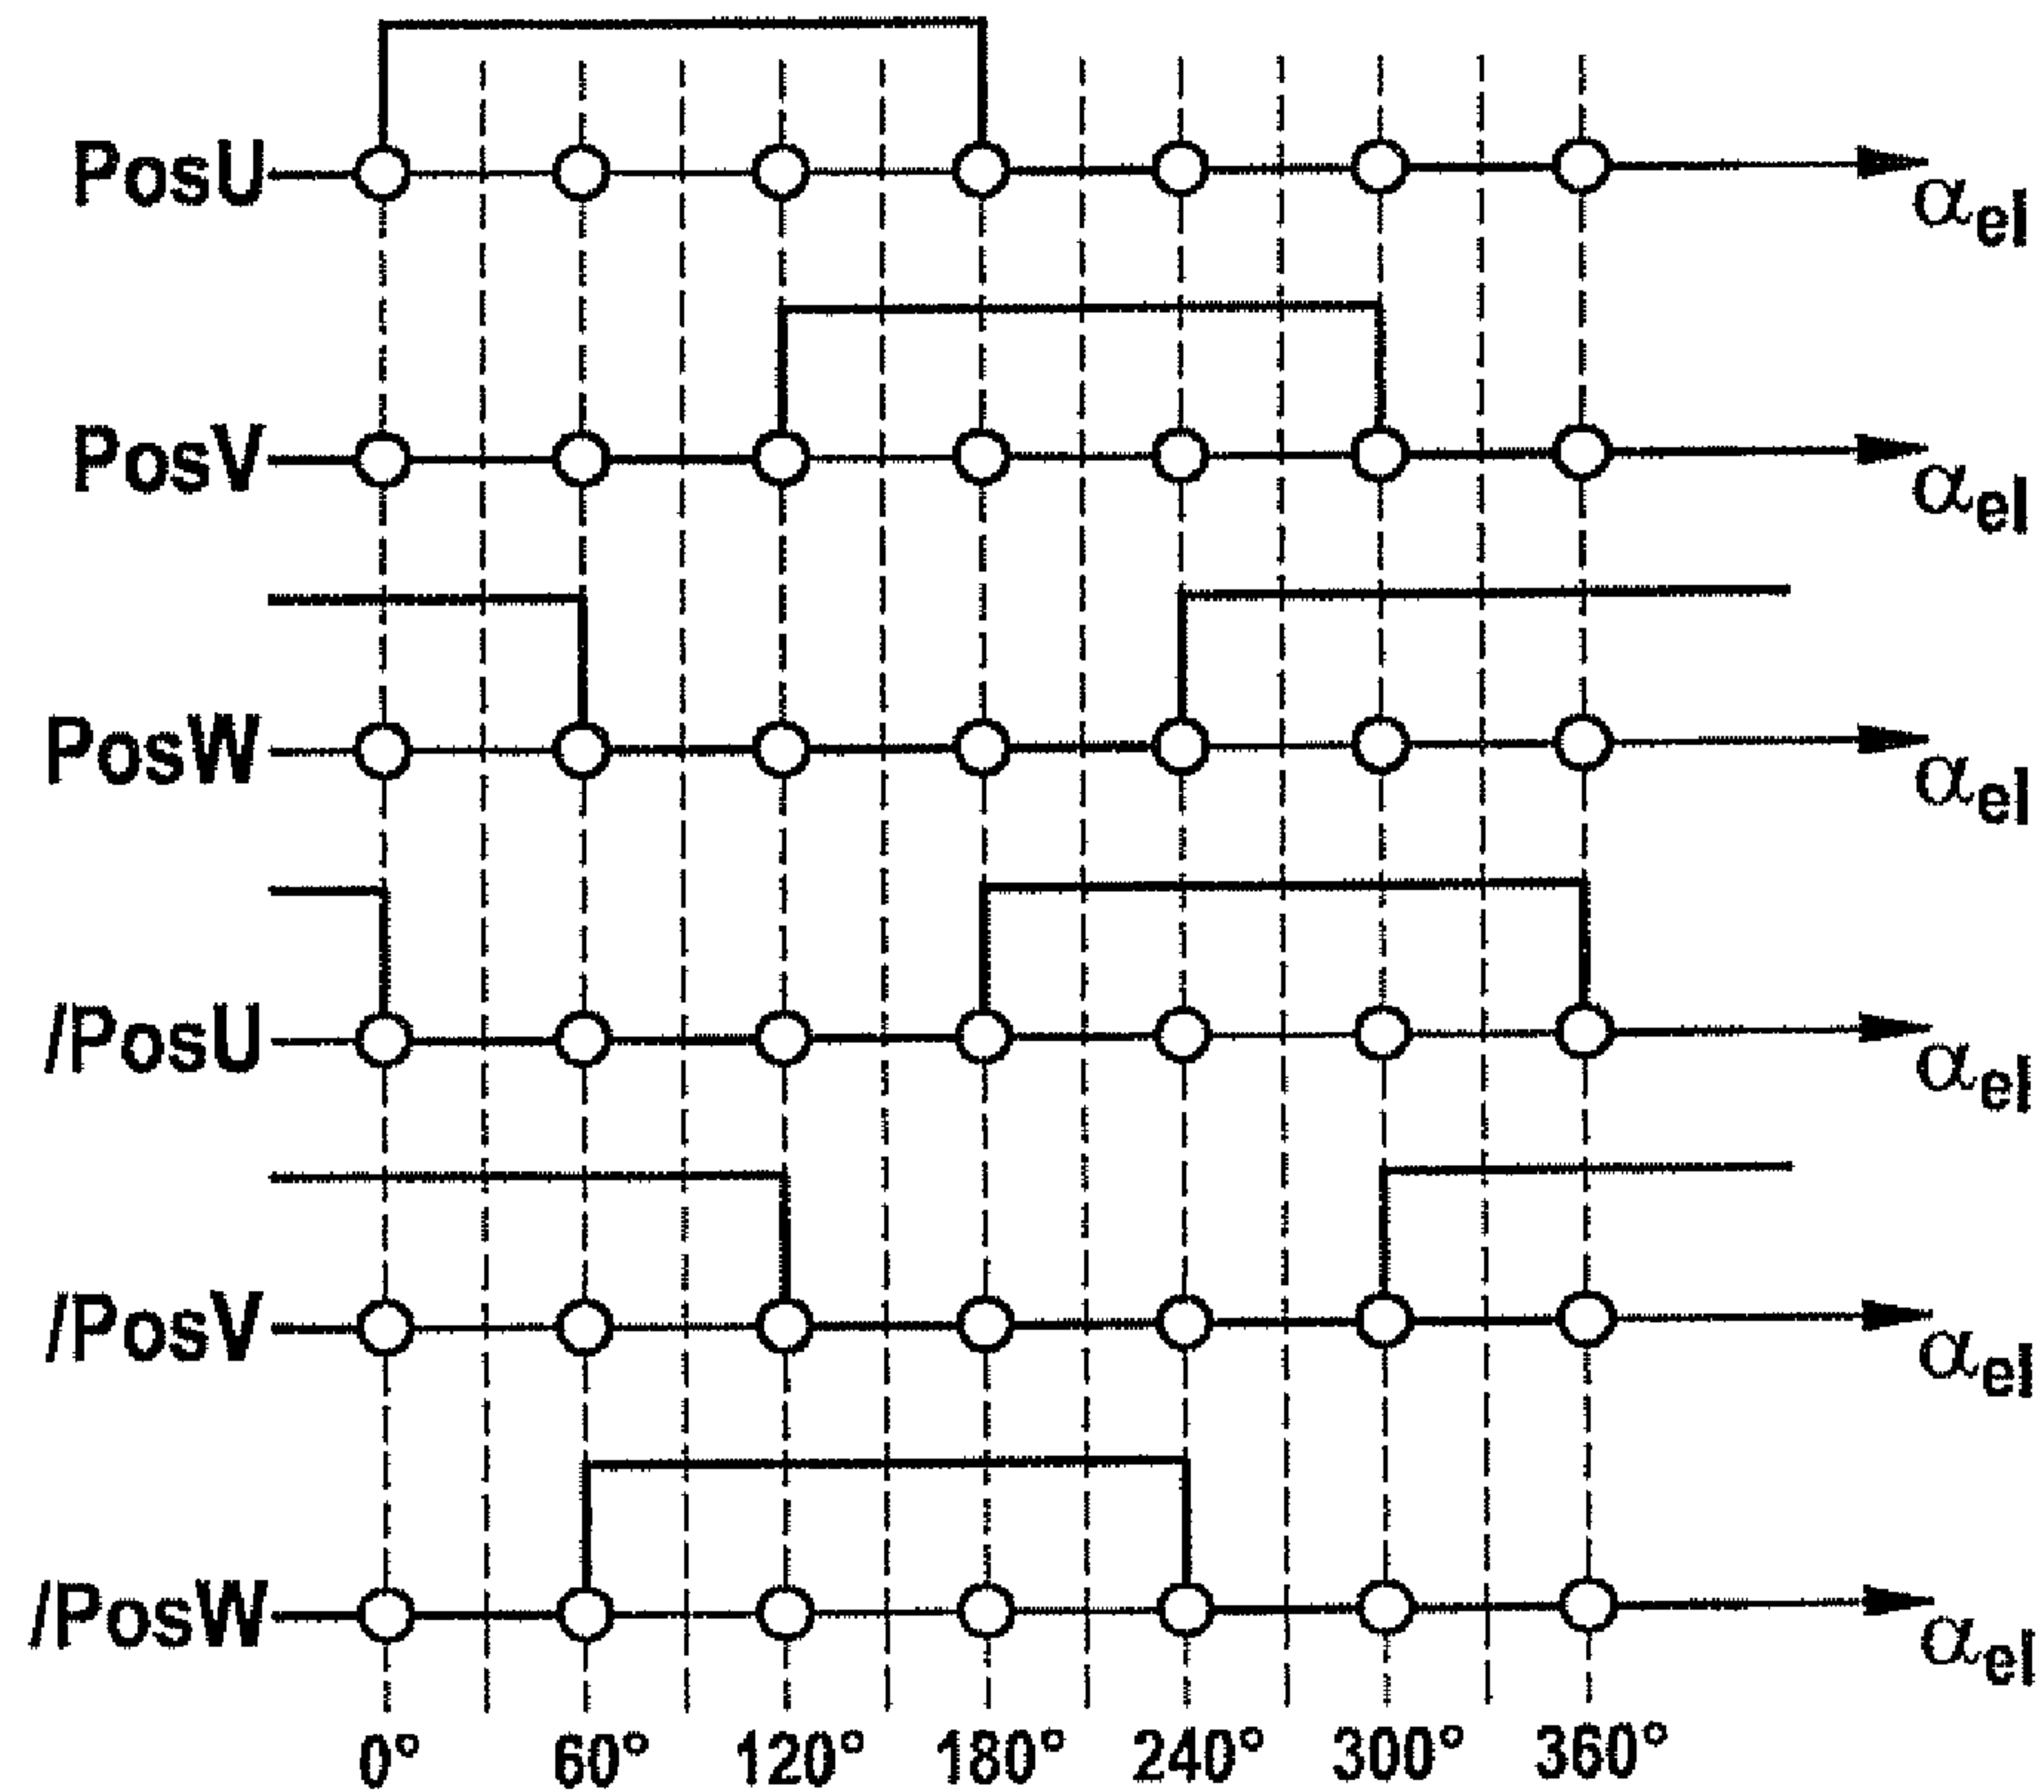 PosU αel
PosV αel
PosW αel
/PosU αel
/PosV αel
/PosW αel
0° 60° 120° 180° 240° 300° 360°